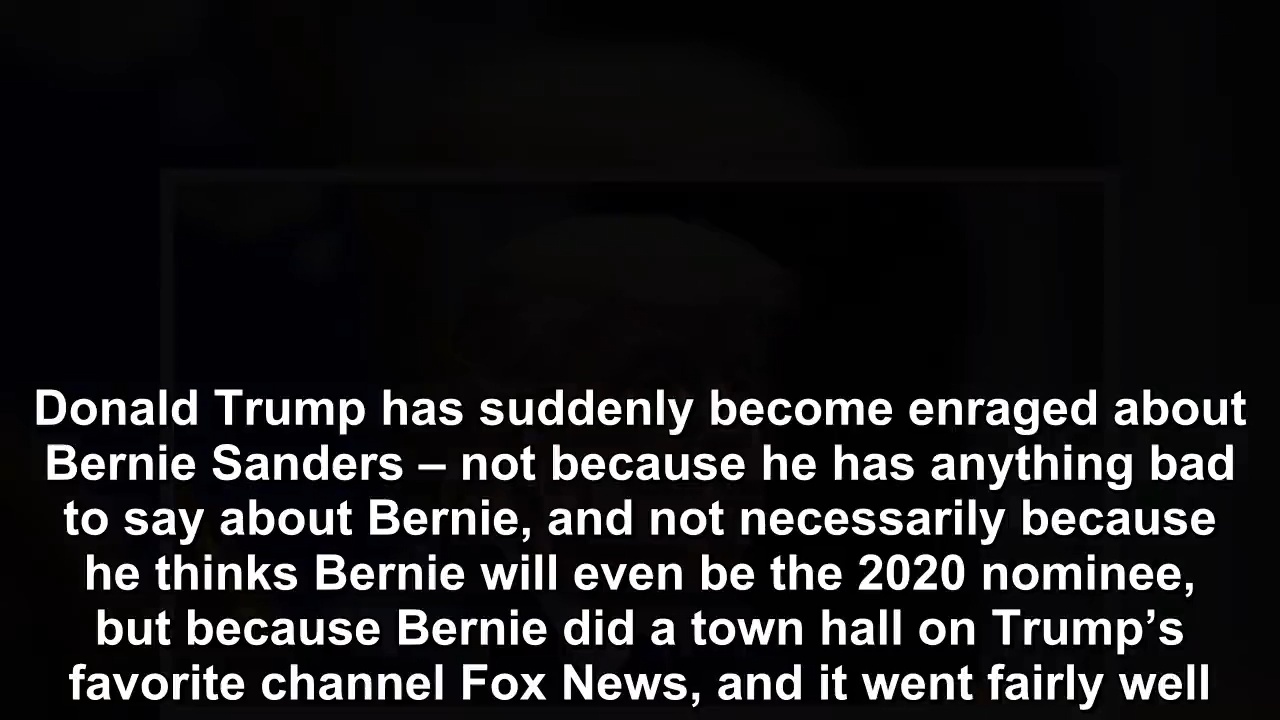 Donald Trump has suddenly become enraged about
Bernie Sanders – not because he has anything bad
to say about Bernie, and not necessarily because
he thinks Bernie will even be the 2020 nominee,
but because Bernie did a town hall on Trump’s
favorite channel Fox News, and it went fairly well